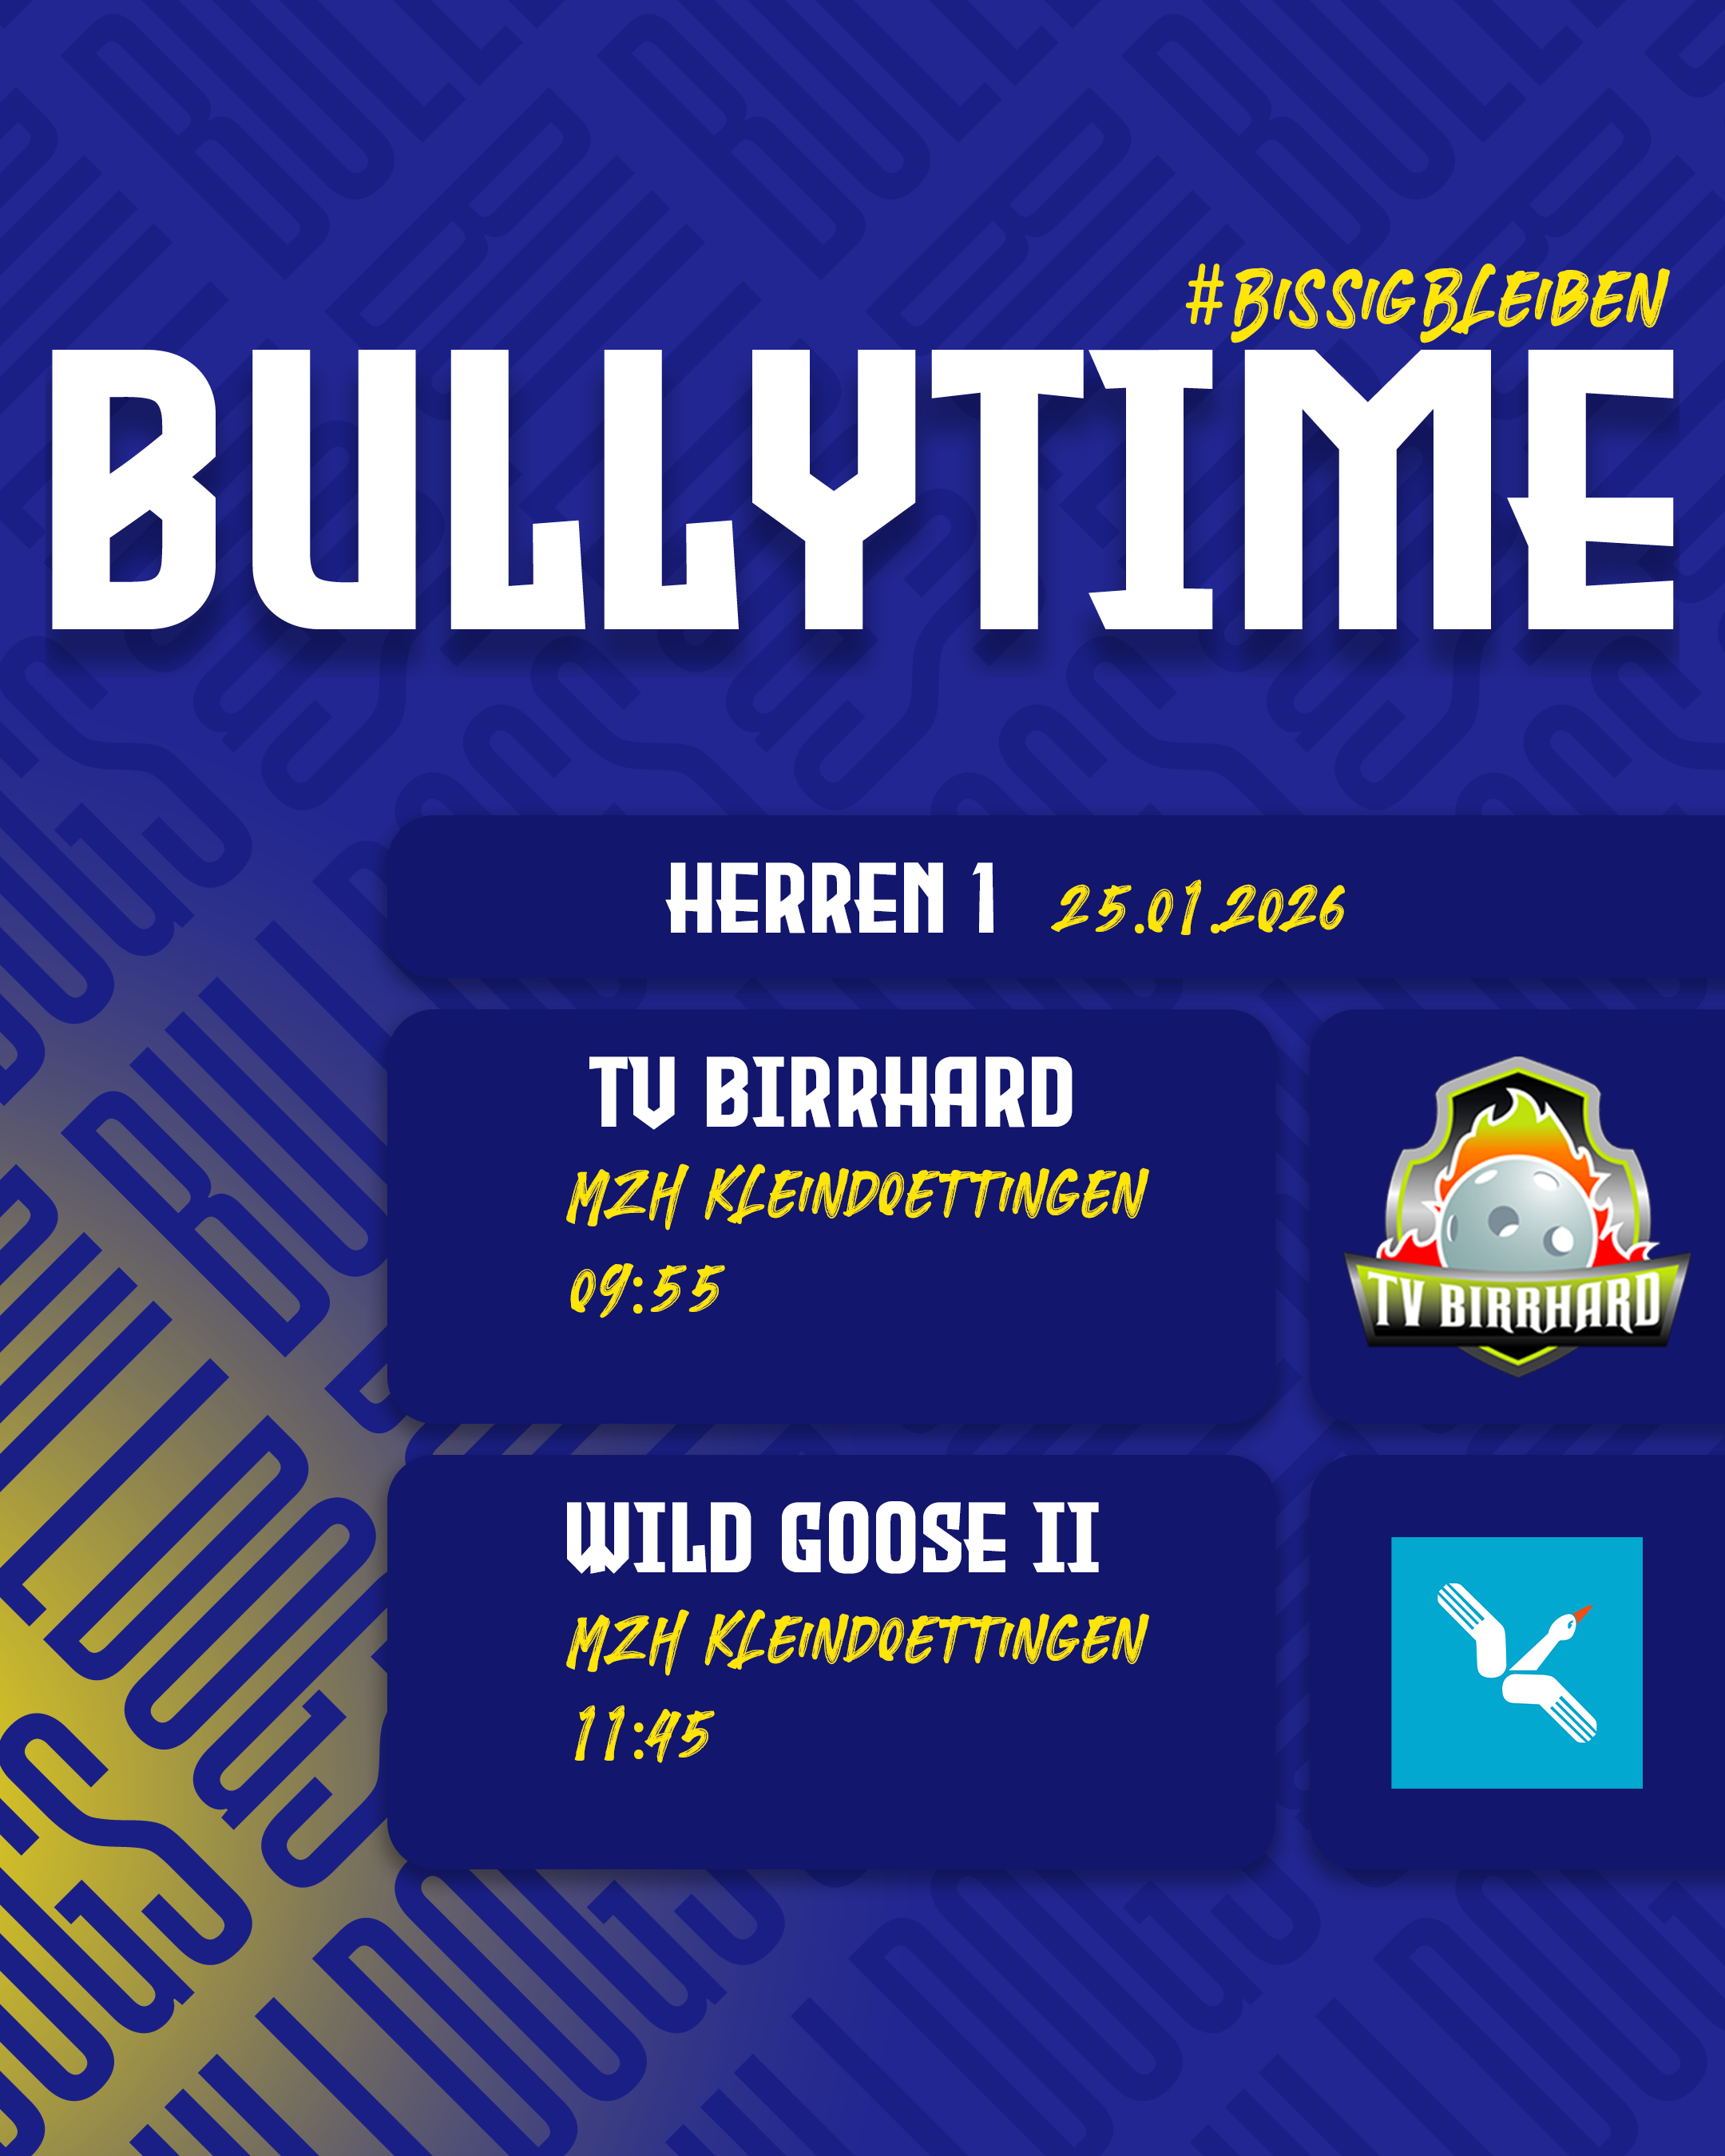 #BISSIGBLEIBEN
BULLYTIME
HERREN 1 25.01.2026
TV BIRRHARD
MZH KLEINDOETTINGEN
09:55
TV BIRRHARD
WILD GOOSE II
MZH KLEINDOETTINGEN
11:45